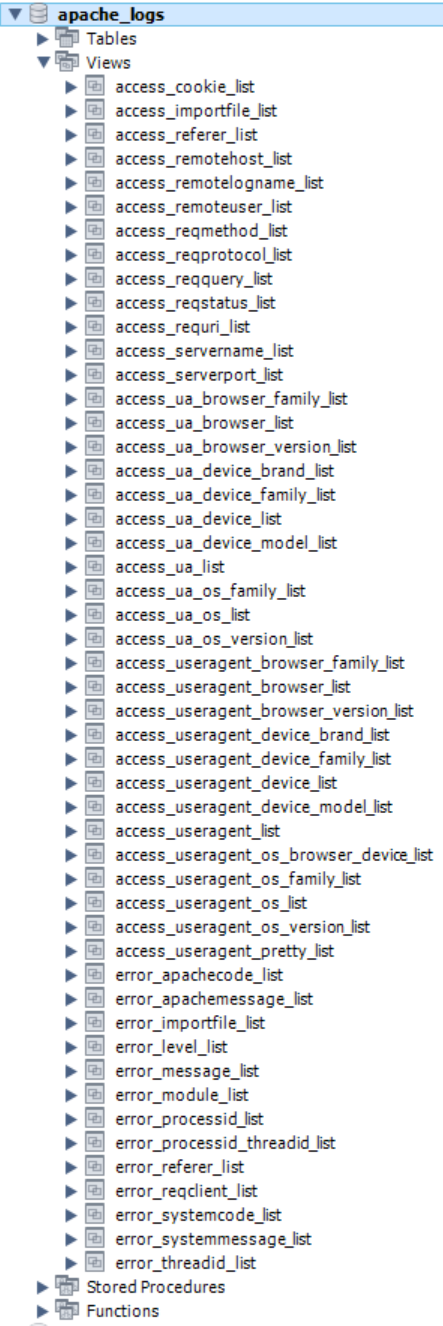 apache_logs
Tables
Views
access_cookie_list
access_importfile_list
access_referer_list
access_remotehost_list
access_remotelogname_list
access_remoteuser_list
access_reqmethod_list
access_reqprotocol_list
access_reqquery_list
access_reqstatus_list
access_requri_list
access_servername_list
access_serverport_list
access_ua_browser_family_list
access_ua_browser_list
access_ua_browser_version_list
access_ua_device_brand_list
access_ua_device_family_list
access_ua_device_list
access_ua_device_model_list
access_ua_list
access_ua_os_family_list
access_ua_os_list
access_ua_os_version_list
access_useragent_browser_family_list
access_useragent_browser_list
access_useragent_browser_version_list
access_useragent_device_brand_list
access_useragent_device_family_list
access_useragent_device_list
access_useragent_device_model_list
access_useragent_list
access_useragent_os_browser_device_list
access_useragent_os_family_list
access_useragent_os_list
access_useragent_os_version_list
access_useragent_pretty_list
error_apachecode_list
error_apachemessage_list
error_importfile_list
error_level_list
error_message_list
error_module_list
error_processid_list
error_processid_threadid_list
error_referer_list
error_reqclient_list
error_systemcode_list
error_systemmessage_list
error_threadid_list
Stored Procedures
Functions